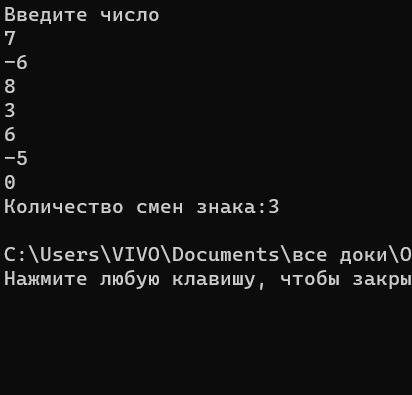 Введите число
7
-6
8
3
6
-5
0
Количество смен знака:3
C:\Users\VIVO\Documents\все доки\О
Нажмите любую клавишу, чтобы закры